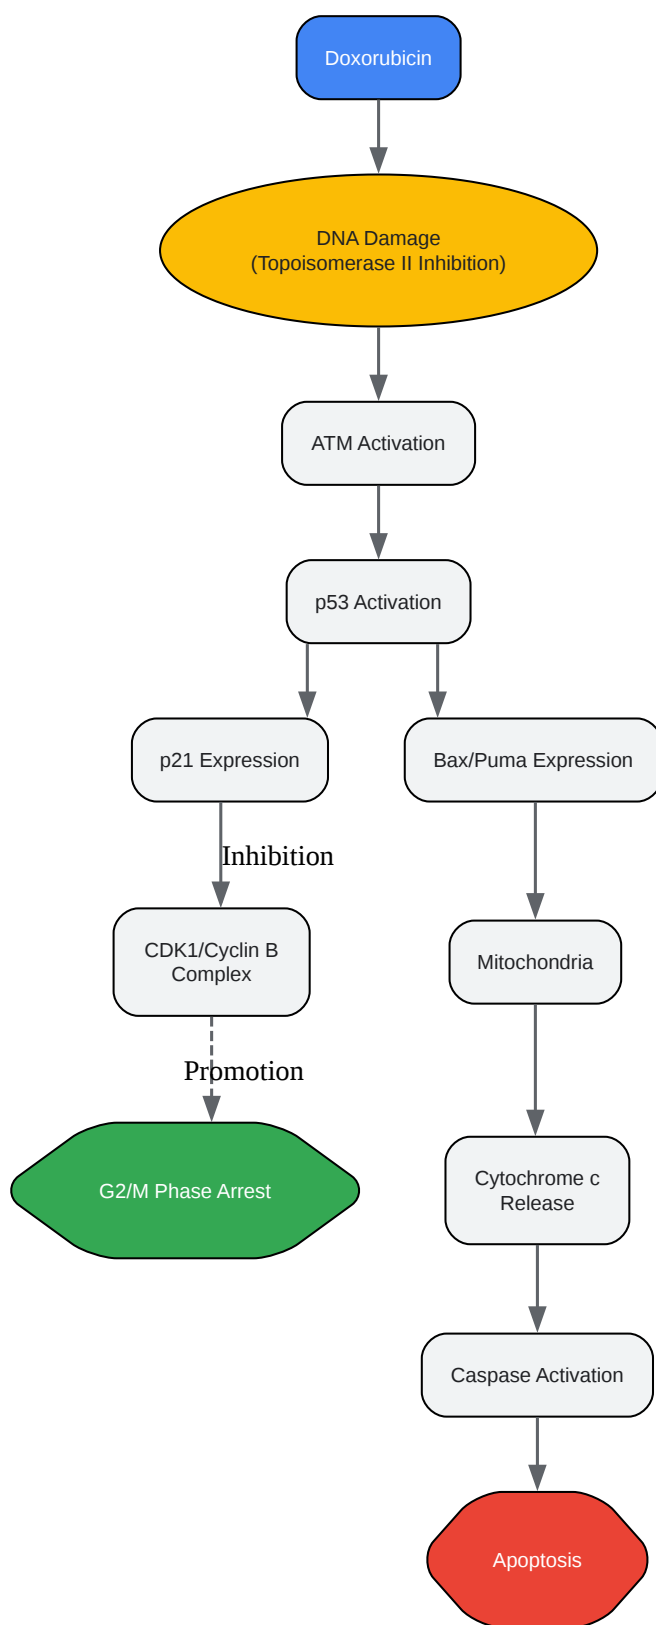 Doxorubicin
DNA Damage
(Topoisomerase II Inhibition)
ATM Activation
p53 Activation
p21 Expression
Bax/Puma Expression
Inhibition
CDK1/Cyclin B
Complex
Mitochondria
Promotion
G2/M Phase Arrest
Cytochrome c
Release
Caspase Activation
Apoptosis